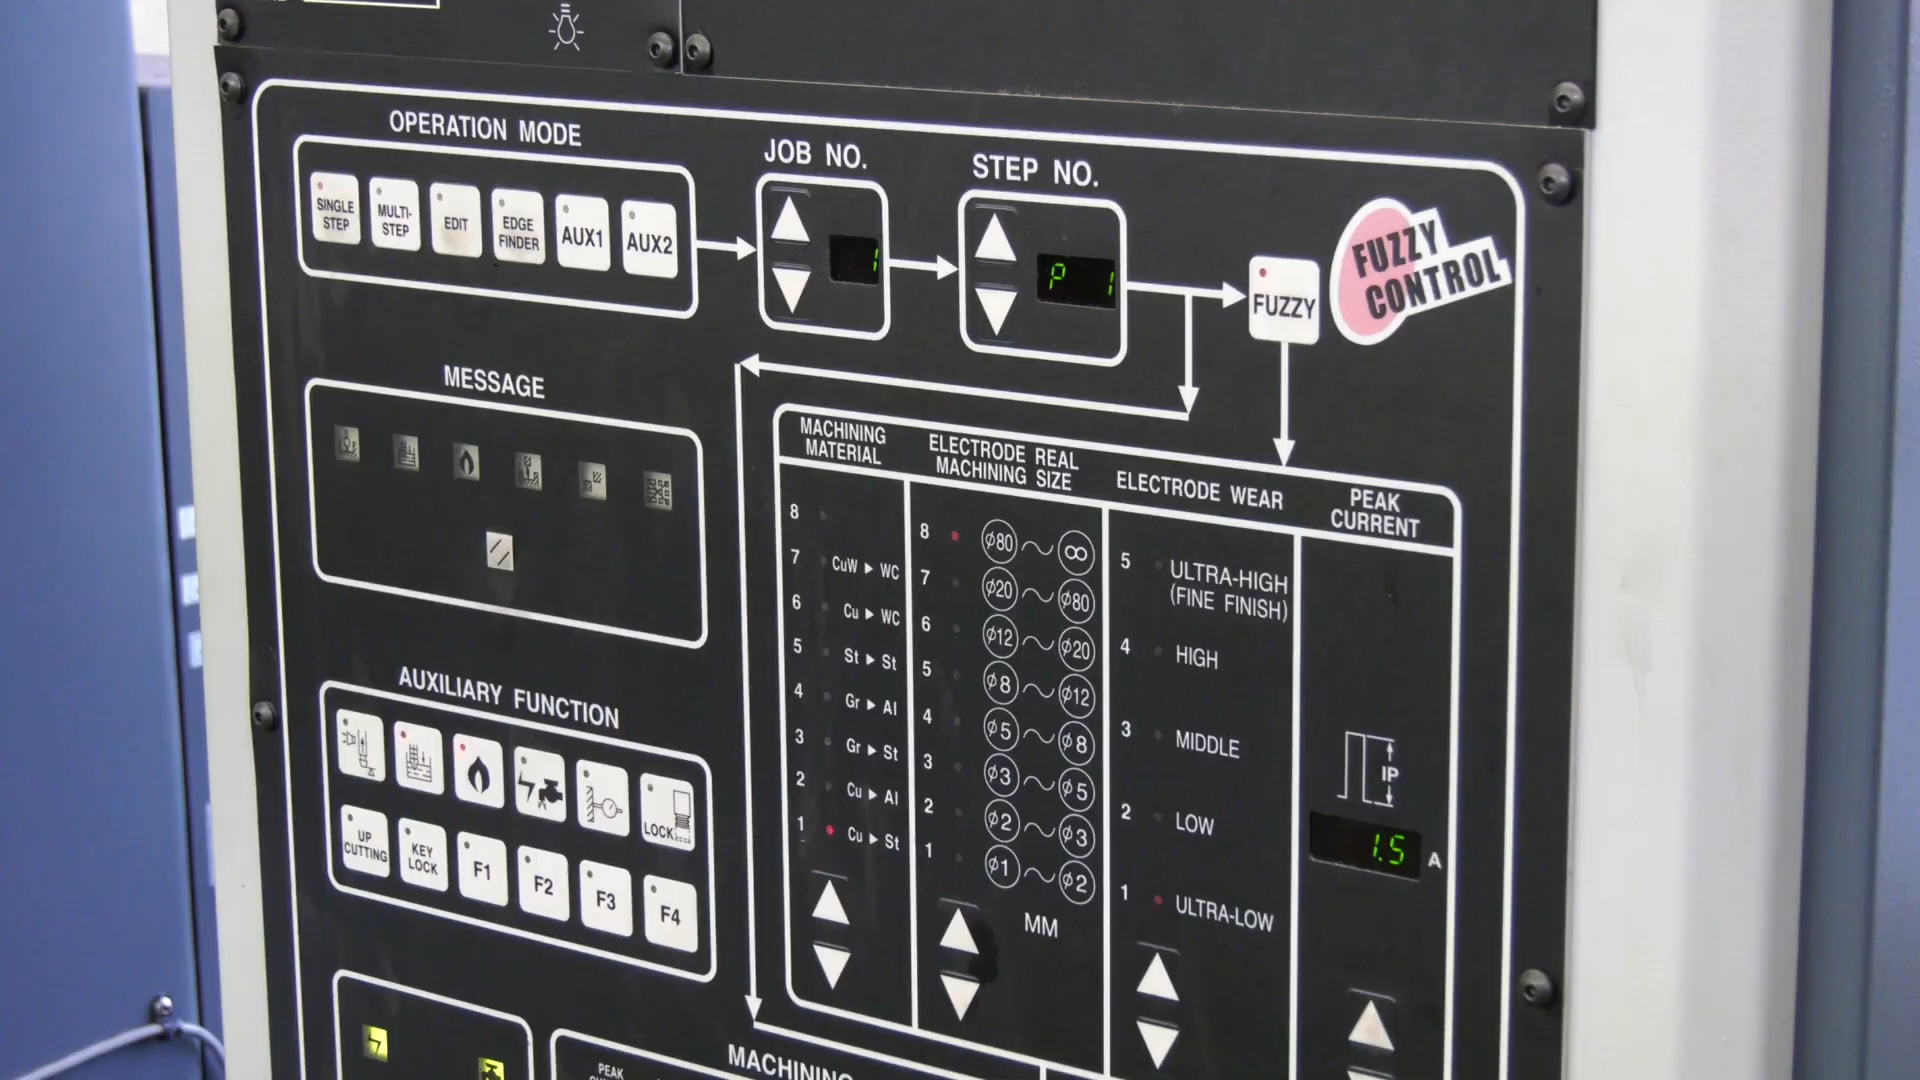 OPERATION MODE
SINGLE
STEP
MULTI-
STEP
EDIT
EDGE
FINDER
AUX1
AUX2
JOB NO.
1
STEP NO.
P 1
FUZZY
FUZZY
CONTROL
MESSAGE
AUXILIARY FUNCTION
LOCK
UP
CUTTING
KEY
LOCK
F1
F2
F3
F4
MACHINING
MATERIAL
8
7 CuW ▶ WC
6 Cu ▶ WC
5 St ▶ St
4 Gr ▶ Al
3 Gr ▶ St
2 Cu ▶ Al
1 Cu ▶ St
ELECTRODE REAL
MACHINING SIZE
8 ϕ80 ~ ∞
7 ϕ20 ~ ϕ80
6 ϕ12 ~ ϕ20
5 ϕ8 ~ ϕ12
4 ϕ5 ~ ϕ8
3 ϕ3 ~ ϕ5
2 ϕ2 ~ ϕ3
1 ϕ1 ~ ϕ2
MM
ELECTRODE WEAR
5 ULTRA-HIGH
(FINE FINISH)
4 HIGH
3 MIDDLE
2 LOW
1 ULTRA-LOW
PEAK
CURRENT
IP
1.5 A
MACHINING
PEAK